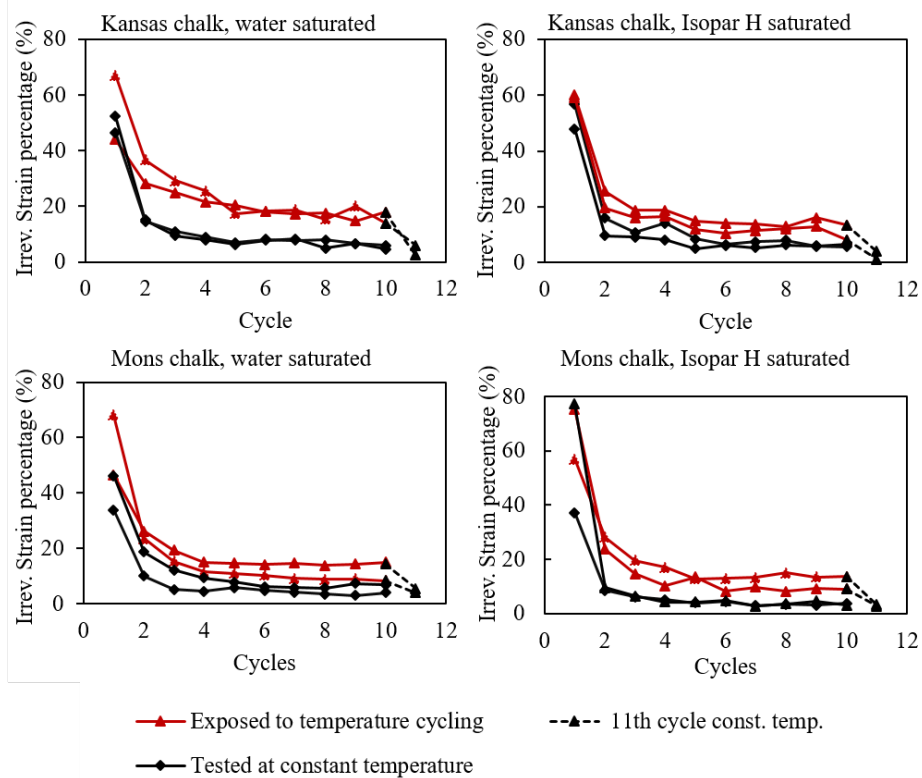 Kansas chalk, water saturated
Irrev. Strain percentage (%)
80
60
40
20
0
0 2 4 6 8 10 12
Cycle
Kansas chalk, Isopar H saturated
Irrev. Strain percentage (%)
80
60
40
20
0
0 2 4 6 8 10 12
Cycle
Mons chalk, water saturated
Irrev. Strain percentage (%)
80
60
40
20
0
0 2 4 6 8 10 12
Cycles
Mons chalk, Isopar H saturated
Irrev. Strain percentage (%)
80
60
40
20
0
0 2 4 6 8 10 12
Cycles
Exposed to temperature cycling
11th cycle const. temp.
Tested at constant temperature